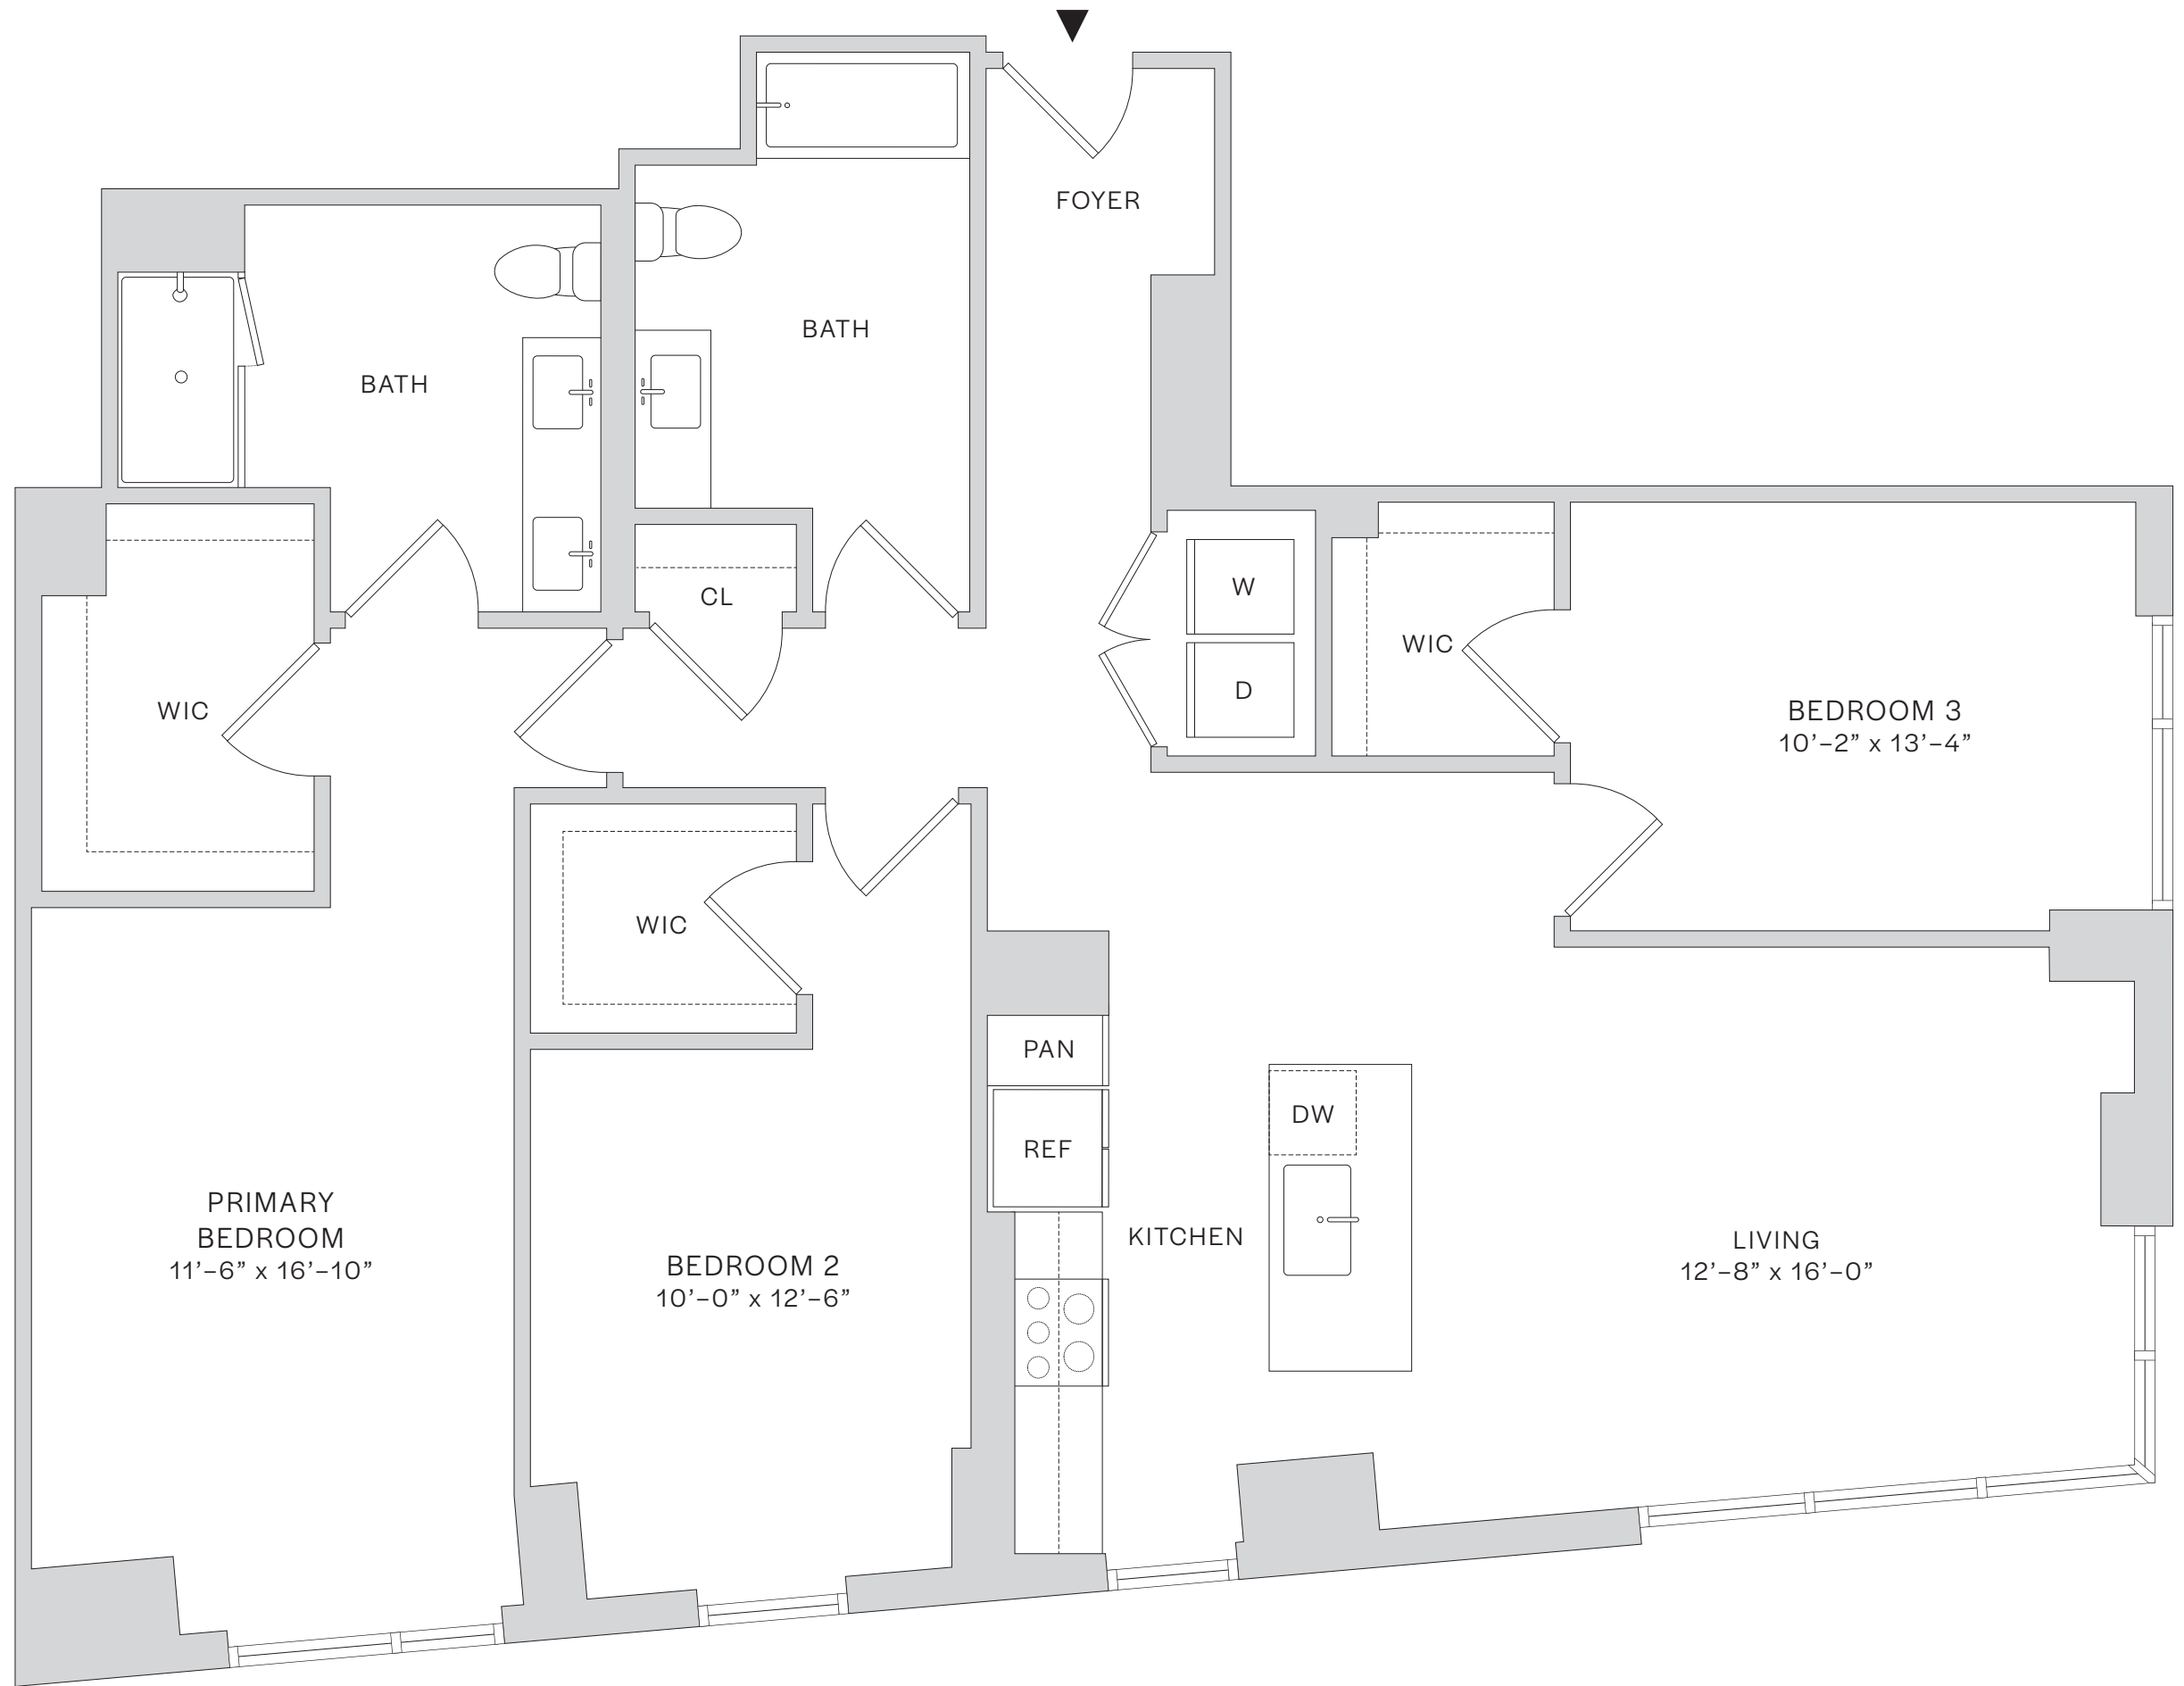 FOYER
BATH
BATH
W
CL
WIC
D
WIC
BEDROOM 3
10’–2” x 13’–4”
WIC
PAN
DW
REF
PRIMARY
BEDROOM
11’–6” x 16’–10”
KITCHEN
LIVING
12’–8” x 16’–0”
BEDROOM 2
10’–0” x 12’–6”